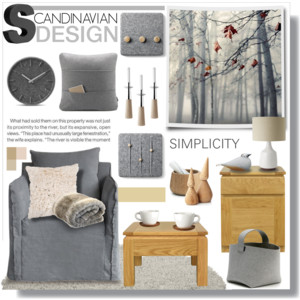 SCANDINAVIAN
DESIGN
What had sold them on this property was not just
its proximity to the river, but its expansive, open
views. "This place had unusually large fenestration,"
the wife explains. "The river is visible the moment
SIMPLICITY